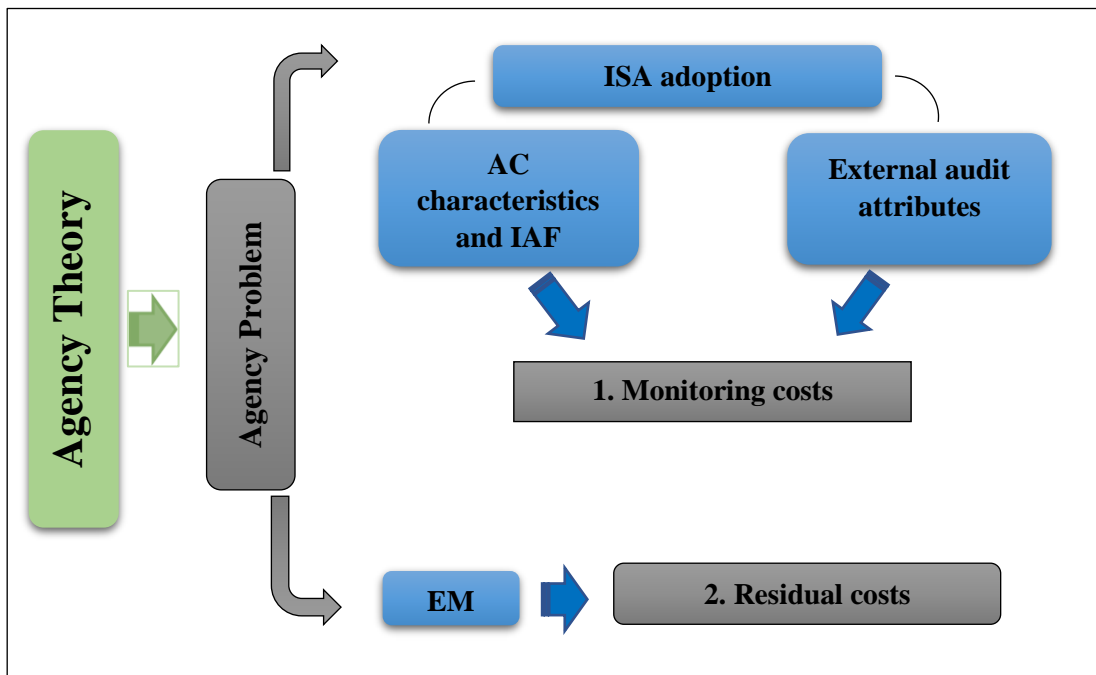 Agency Theory
Agency Problem
ISA adoption
AC
characteristics
and IAF
External audit
attributes
1. Monitoring costs
EM
2. Residual costs